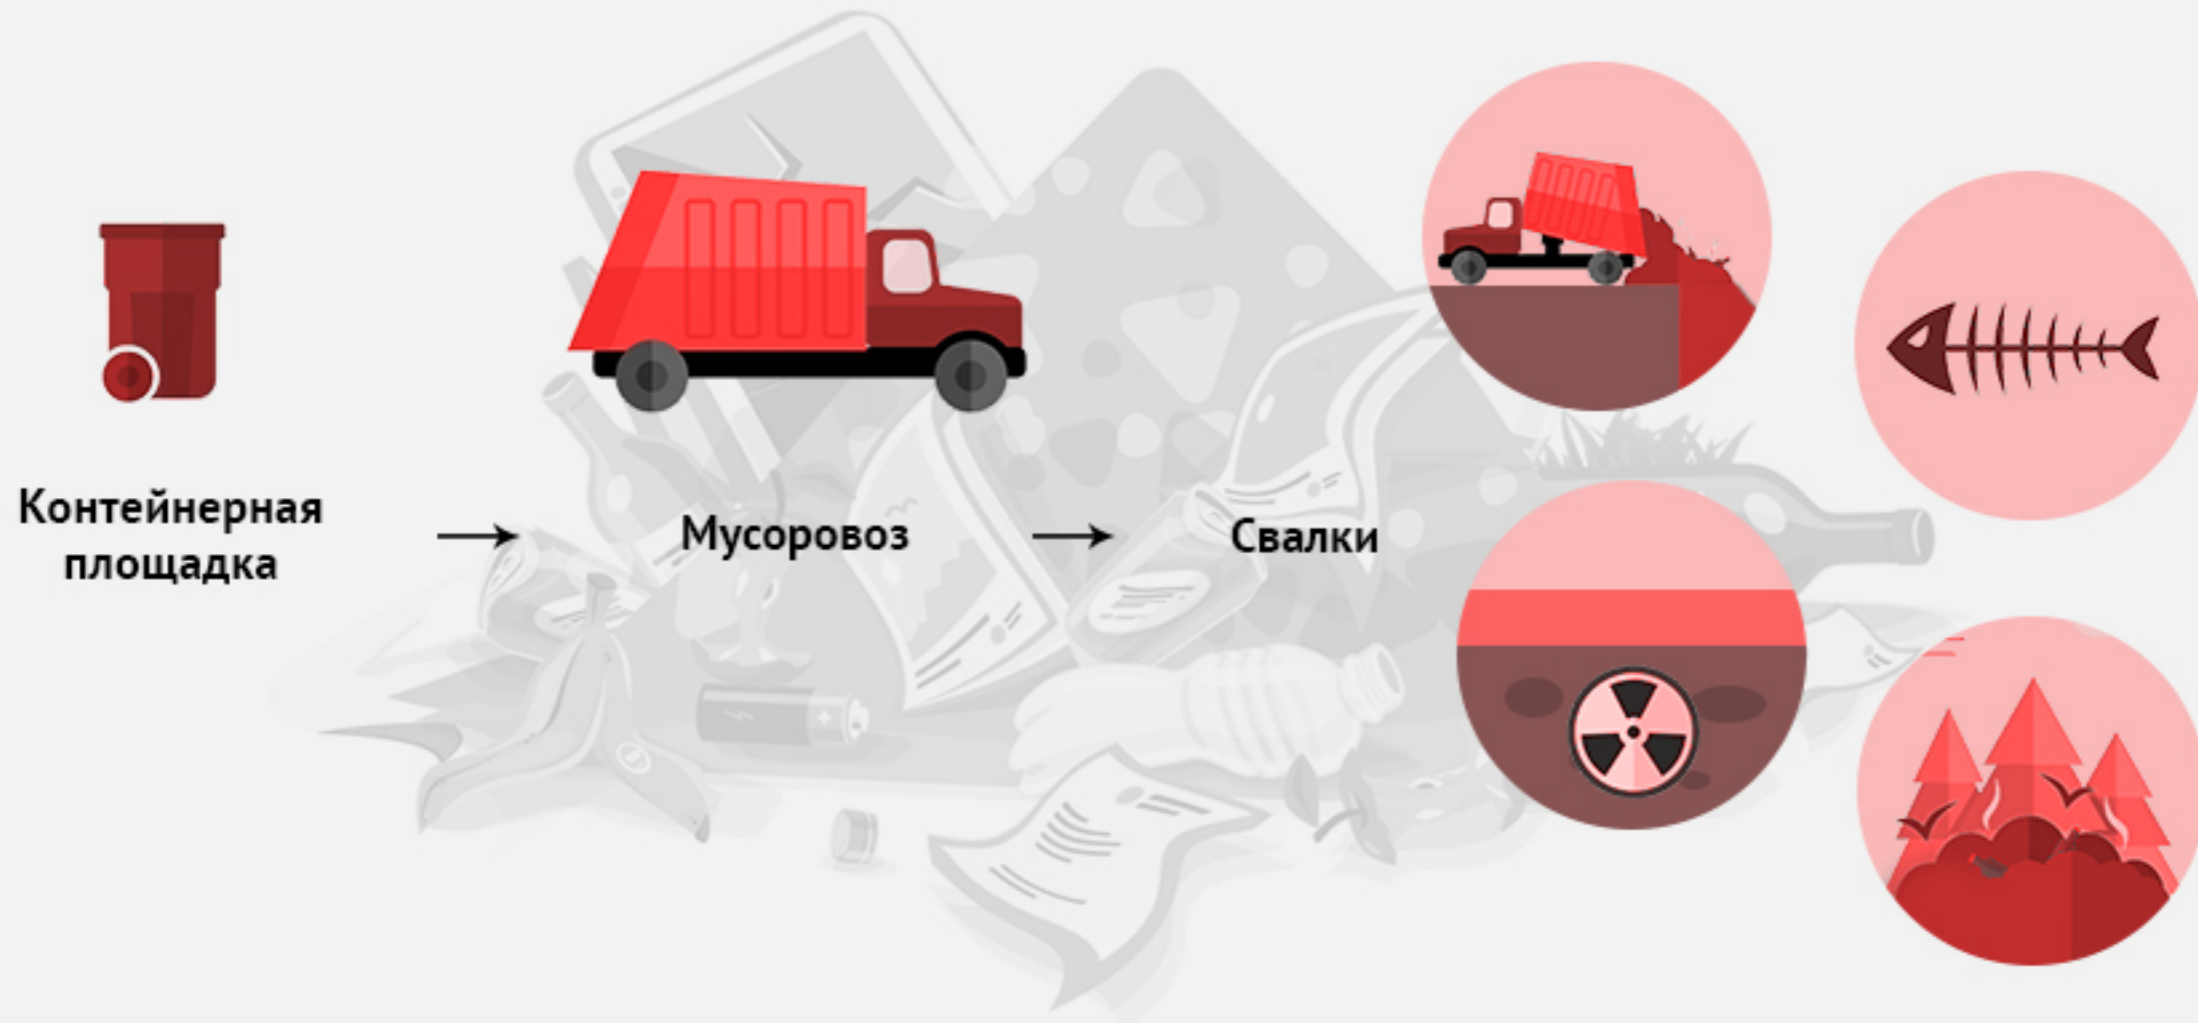 Контейнерная
площадка
Мусоровоз
Свалки